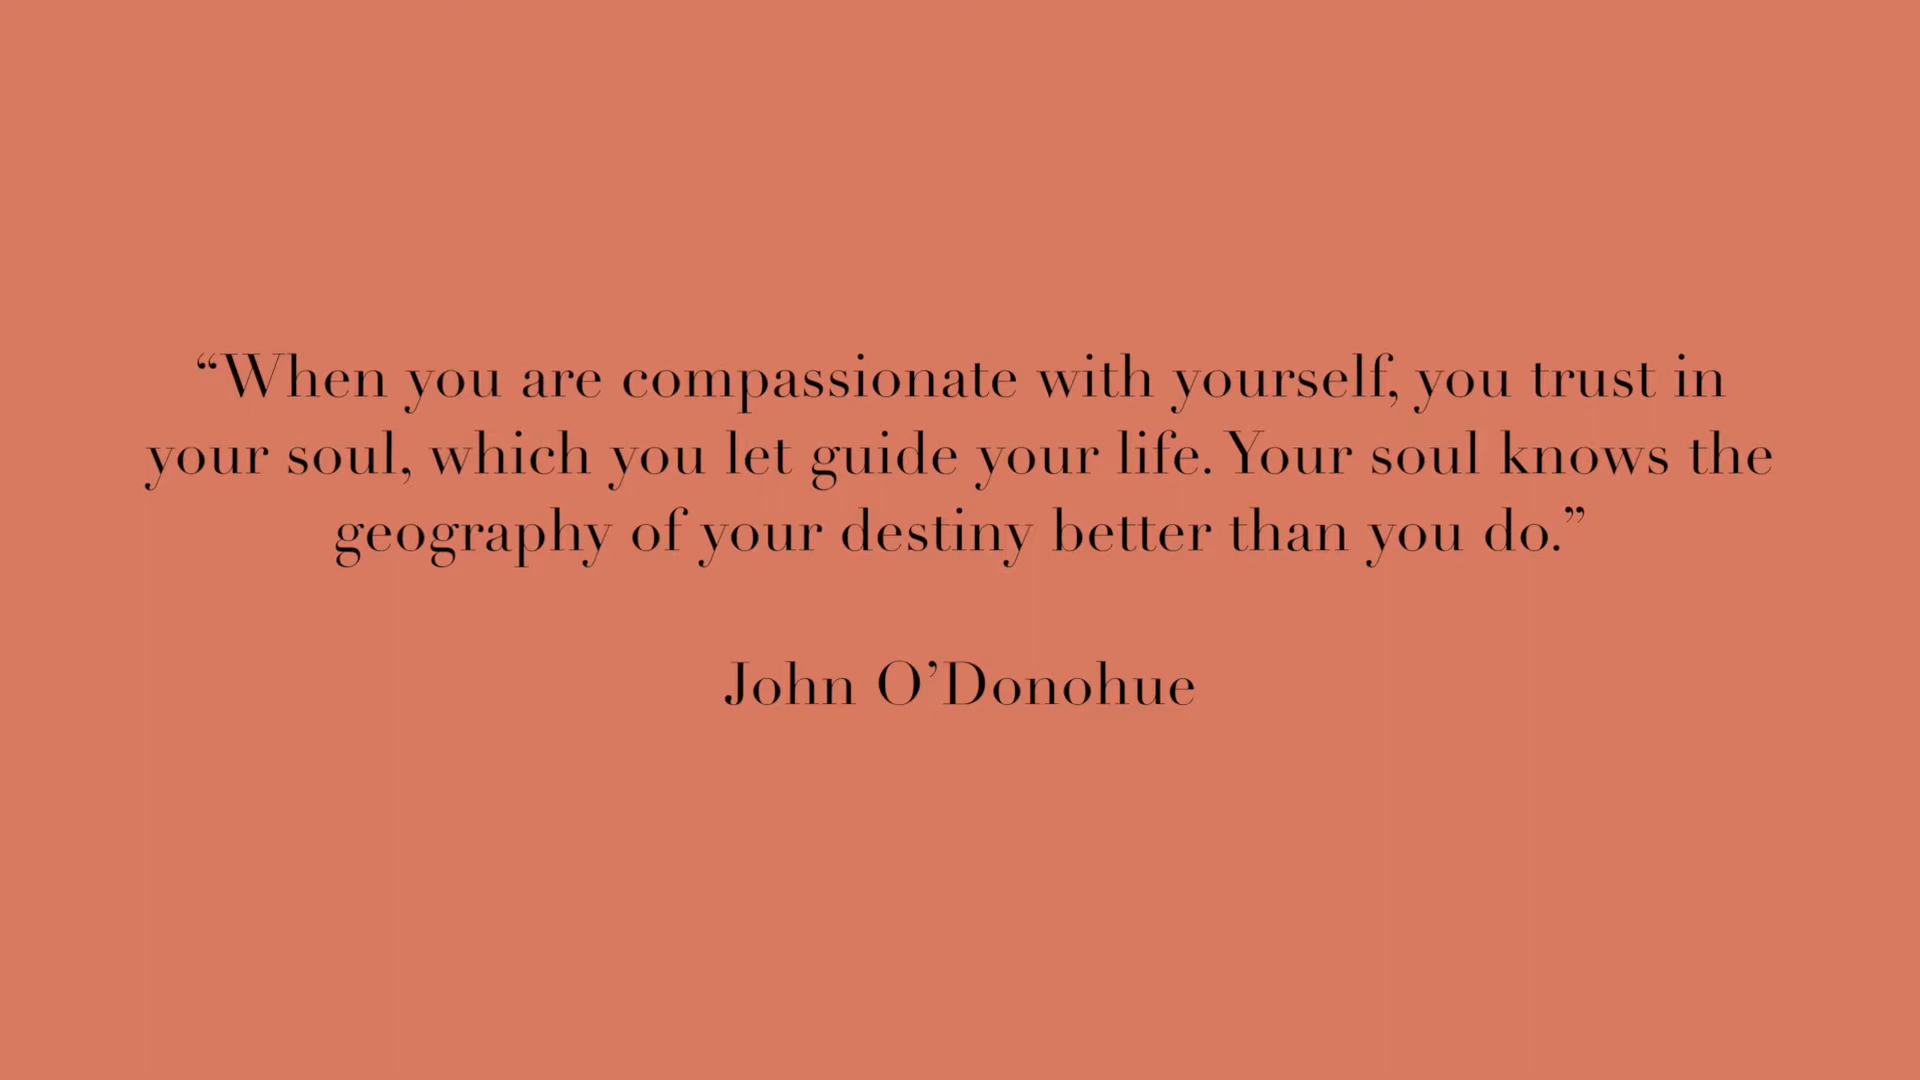 “When you are compassionate with yourself, you trust in
your soul, which you let guide your life. Your soul knows the
geography of your destiny better than you do.”
John O’Donohue